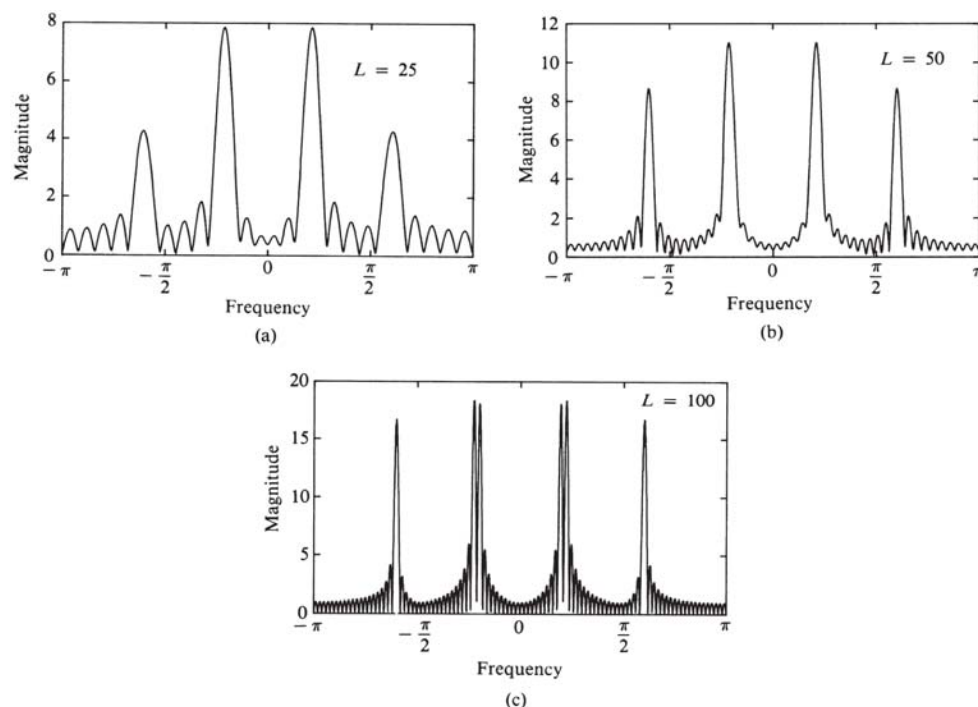 8
6
4
2
0
Magnitude
L = 25
−π
− π/2
0
π/2
π
Frequency
(a)
12
10
8
6
4
2
0
Magnitude
L = 50
−π
− π/2
0
π/2
π
Frequency
(b)
20
15
10
5
0
Magnitude
L = 100
−π
− π/2
0
π/2
π
Frequency
(c)